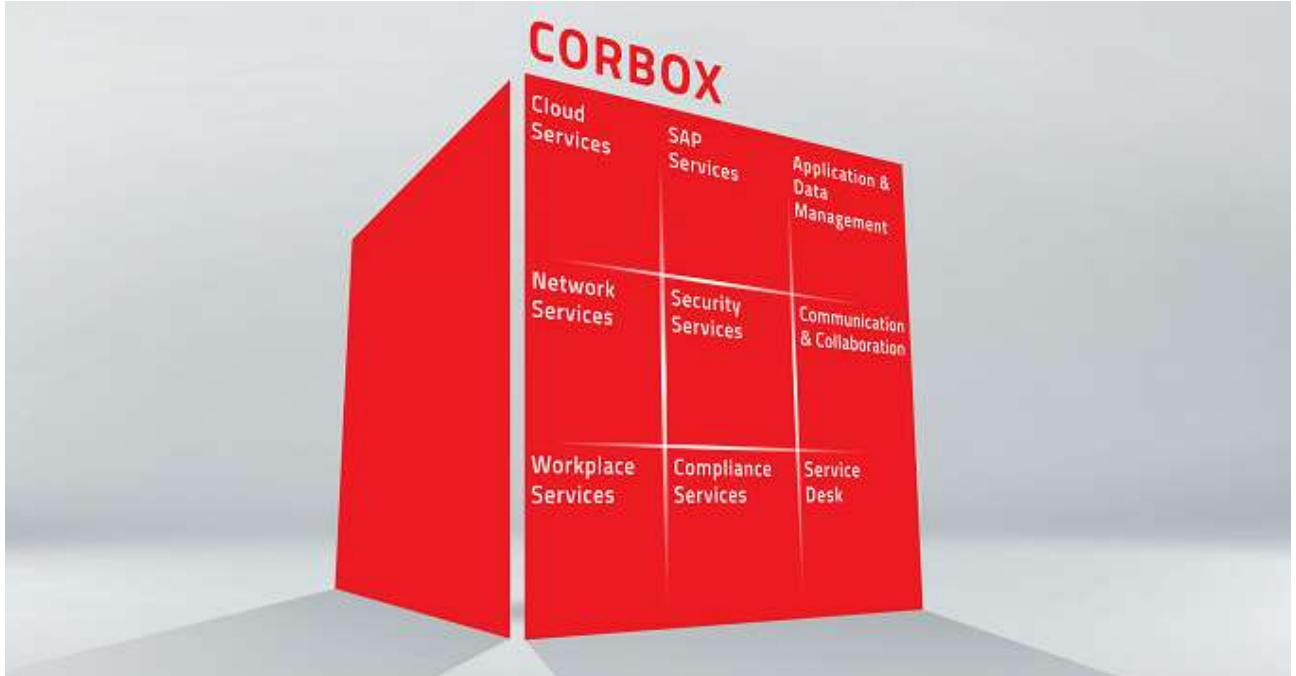 CORBOX
Cloud
Services
SAP
Services
Application &
Data
Management
Network
Services
Security
Services
Communication
& Collaboration
Workplace
Services
Compliance
Services
Service
Desk